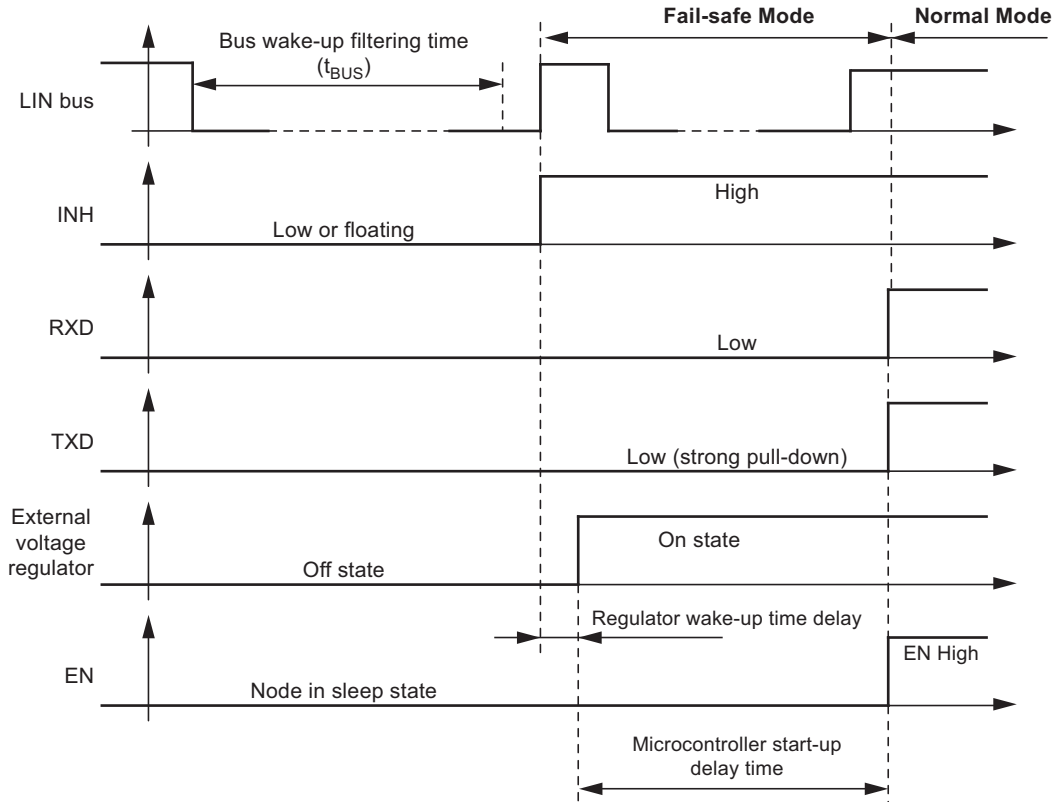 Fail-safe Mode
Normal Mode
Bus wake-up filtering time
(tBUS)
LIN bus
INH
High
Low or floating
RXD
Low
TXD
Low (strong pull-down)
External
voltage
regulator
On state
Off state
Regulator wake-up time delay
EN
EN High
Node in sleep state
Microcontroller start-up
delay time